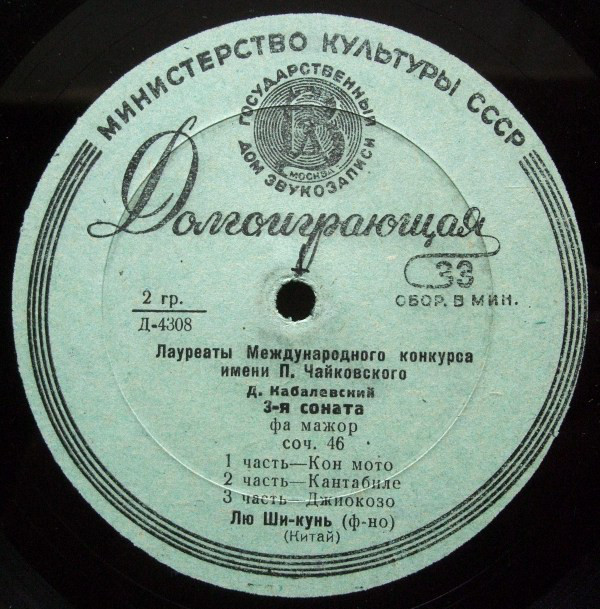 МИНИСТЕРСТВО КУЛЬТУРЫ СССР
ГОСУДАРСТВЕННЫЙ
ДОМ ЗВУКОЗАПИСИ
МОСКВА
Долгоиграющая
33
ОБОР. В МИН.
2 гр.
Д-4308
Лауреаты Международного конкурса
имени П. Чайковского
Д. Кабалевский
3-я соната
фа мажор
соч. 46
1 часть—Кон мото
2 часть—Кантабиле
3 часть—Джиокозо
Лю Ши-кунь (ф-но)
(Китай)